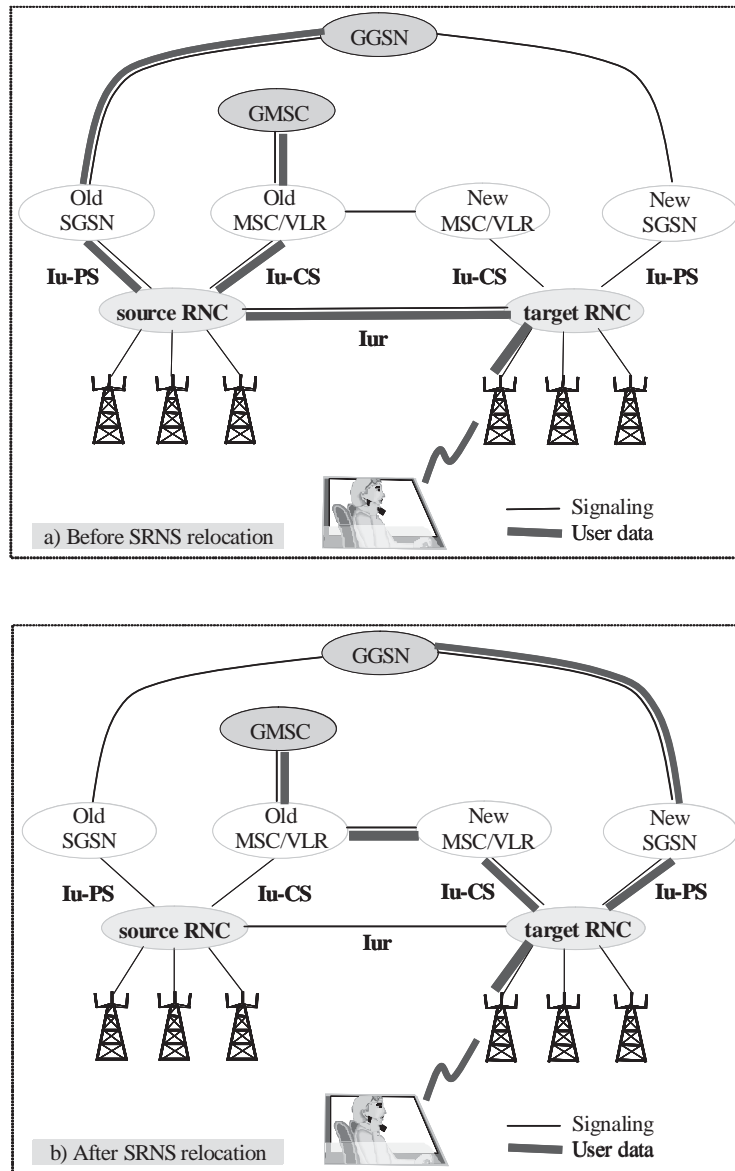 GGSN
GMSC
Old
SGSN
Old
MSC/VLR
New
MSC/VLR
New
SGSN
Iu-PS
Iu-CS
Iu-CS
Iu-PS
source RNC
target RNC
Iur
Signaling
User data
a) Before SRNS relocation
GGSN
GMSC
Old
SGSN
Old
MSC/VLR
New
MSC/VLR
New
SGSN
Iu-PS
Iu-CS
Iu-CS
Iu-PS
source RNC
target RNC
Iur
Signaling
User data
b) After SRNS relocation